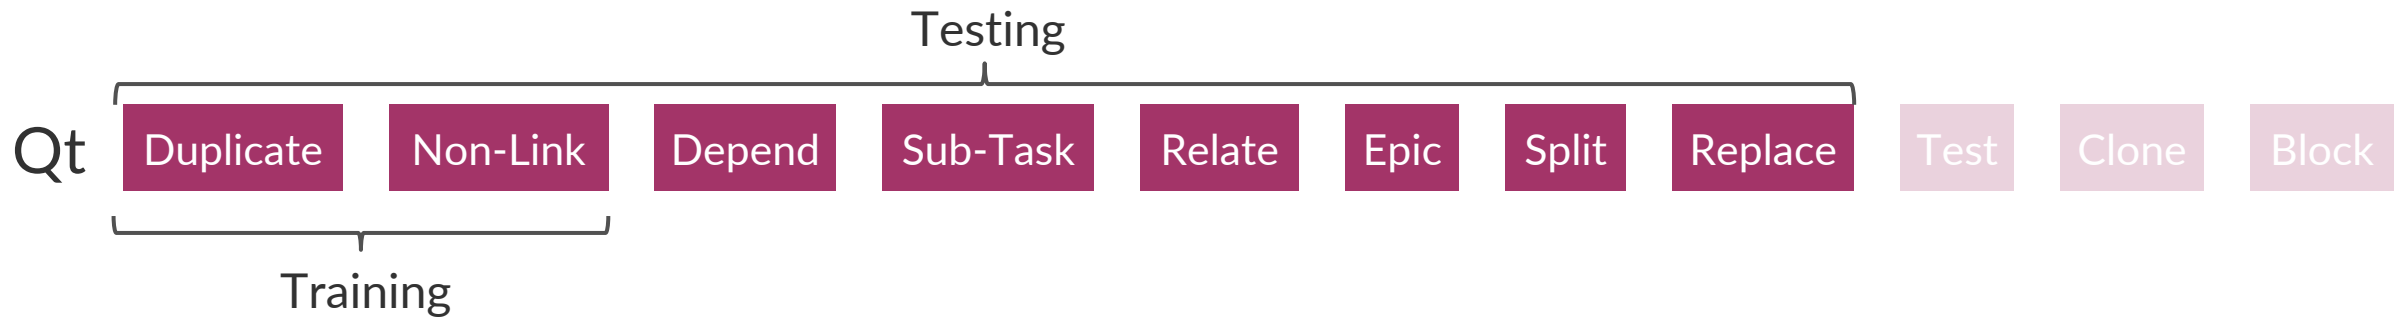 Testing
Qt Duplicate Non-Link Depend Sub-Task Relate Epic Split Replace Test Clone Block
Training